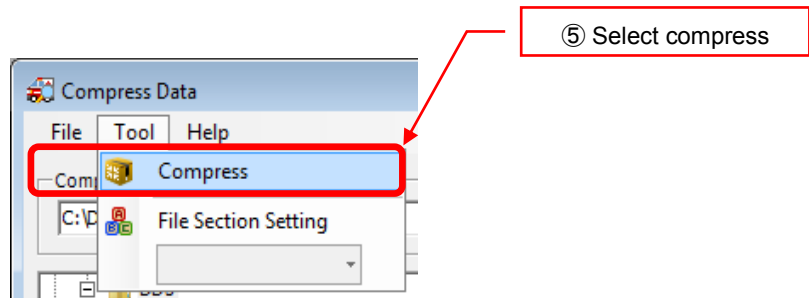 ⑤ Select compress
Compress Data
File Tool Help
Compress
C:\D
File Section Setting